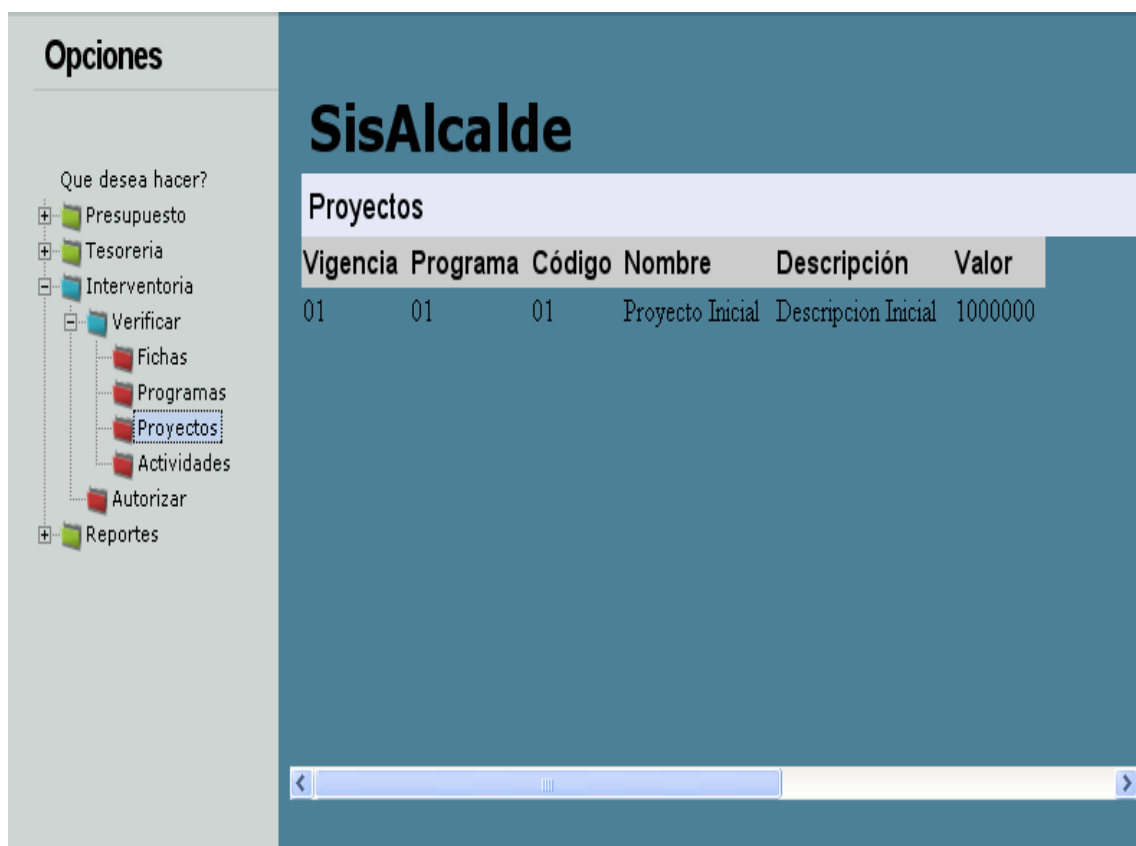 Opciones
Que desea hacer?
Presupuesto
Tesoreria
Interventoria
Verificar
Fichas
Programas
Proyectos
Actividades
Autorizar
Reportes
SisAlcalde
Proyectos
Vigencia Programa Código Nombre Descripción Valor
01 01 01 Proyecto Inicial Descripcion Inicial 1000000